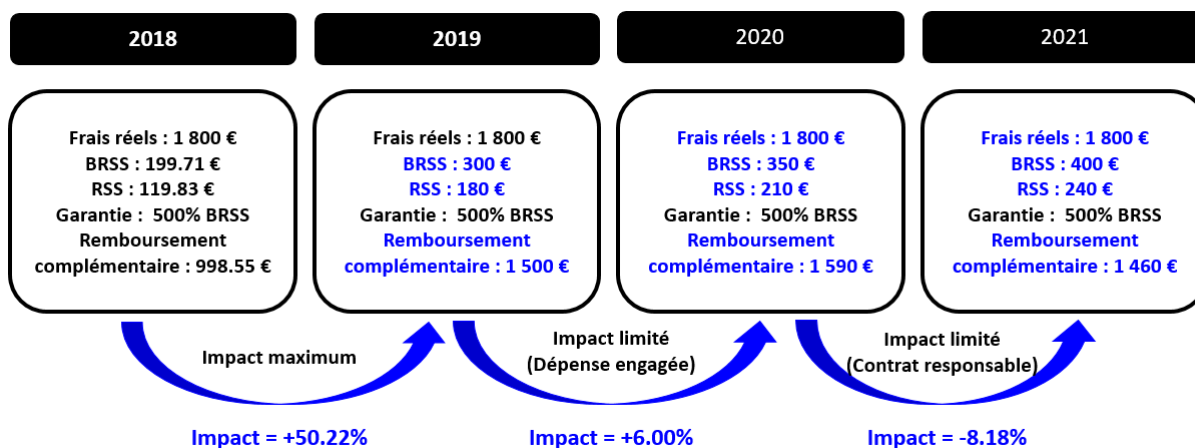 2018
Frais réels : 1 800 €
BRSS : 199.71 €
RSS : 119.83 €
Garantie : 500% BRSS
Remboursement
complémentaire : 998.55 €
2019
Frais réels : 1 800 €
BRSS : 300 €
RSS : 180 €
Garantie : 500% BRSS
Remboursement
complémentaire : 1 500 €
2020
Frais réels : 1 800 €
BRSS : 350 €
RSS : 210 €
Garantie : 500% BRSS
Remboursement
complémentaire : 1 590 €
2021
Frais réels : 1 800 €
BRSS : 400 €
RSS : 240 €
Garantie : 500% BRSS
Remboursement
complémentaire : 1 460 €
Impact maximum
Impact = +50.22%
Impact limité
(Dépense engagée)
Impact = +6.00%
Impact limité
(Contrat responsable)
Impact = -8.18%